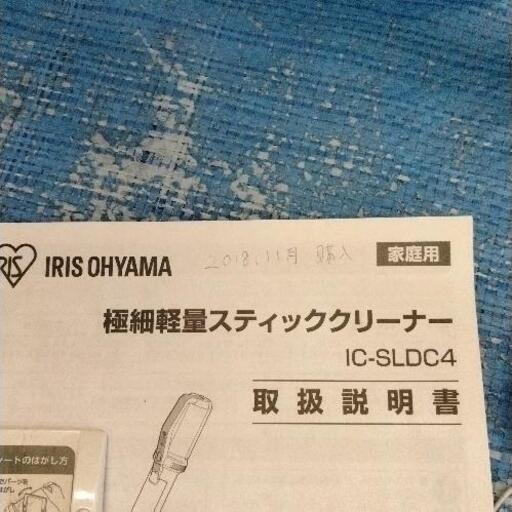 RIS
IRIS OHYAMA
2018.11月 購入
家庭用
極細軽量スティッククリーナー
IC-SLDC4
取扱説明書
ートのはがし方